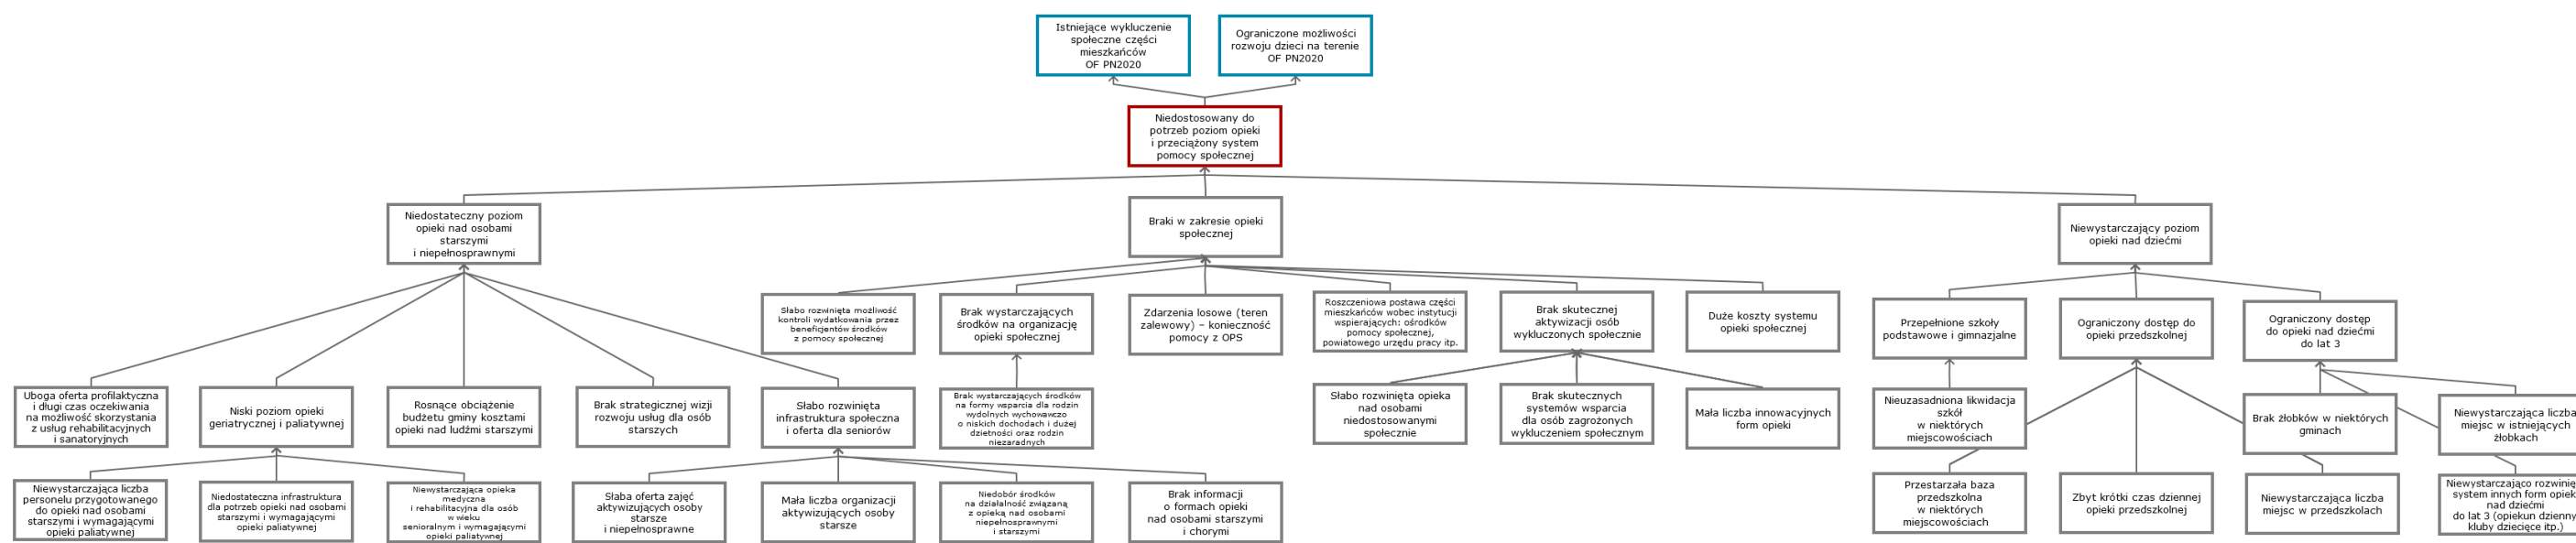 Istniejące wykluczenie
społeczne części
mieszkańców
OF PN2020
Ograniczone możliwości
rozwoju dzieci na terenie
OF PN2020
Niedostosowany do
potrzeb poziom opieki
i przeciążony system
pomocy społecznej
Niedostateczny poziom
opieki nad osobami
starszymi
i niepełnosprawnymi
Braki w zakresie opieki
społecznej
Niewystarczający poziom
opieki nad dziećmi
Słabo rozwinięta możliwość
kontroli wydatkowania przez
beneficjentów środków
z pomocy społecznej
Brak wystarczających
środków na organizację
opieki społecznej
Zdarzenia losowe (teren
zalewowy) – konieczność
pomocy z OPS
Roszczeniowa postawa części
mieszkańców wobec instytucji
wspierających: ośrodków
pomocy społecznej,
powiatowego urzędu pracy itp.
Brak skutecznej
aktywizacji osób
wykluczonych społecznie
Duże koszty systemu
opieki społecznej
Przepełnione szkoły
podstawowe i gimnazjalne
Ograniczony dostęp do
opieki przedszkolnej
Ograniczony dostęp
do opieki nad dziećmi
do lat 3
Uboga oferta profilaktyczna
i długi czas oczekiwania
na możliwość skorzystania
z usług rehabilitacyjnych
i sanatoryjnych
Niski poziom opieki
geriatrycznej i paliatywnej
Rosnące obciążenie
budżetu gminy kosztami
opieki nad ludźmi starszymi
Brak strategicznej wizji
rozwoju usług dla osób
starszych
Słabo rozwinięta
infrastruktura społeczna
i oferta dla seniorów
Brak wystarczających środków
na formy wsparcia dla rodzin
wydolnych wychowawczo
o niskich dochodach i dużej
dzietności oraz rodzin
niezaradnych
Słabo rozwinięta opieka
nad osobami
niedostosowanymi
społecznie
Brak skutecznych
systemów wsparcia
dla osób zagrożonych
wykluczeniem społecznym
Mała liczba innowacyjnych
form opieki
Nieuzasadniona likwidacja
szkół
w niektórych
miejscowościach
Brak żłobków w niektórych
gminach
Niewystarczająca liczba
miejsc w istniejących
żłobkach
Niewystarczająca liczba
personelu przygotowanego
do opieki nad osobami
starszymi i wymagającymi
opieki paliatywnej
Niedostateczna infrastruktura
dla potrzeb opieki nad osobami
starszymi i wymagającymi
opieki paliatywnej
Niewystarczająca opieka
medyczna
i rehabilitacyjna dla osób
w wieku
senioralnym i wymagającymi
opieki paliatywnej
Słaba oferta zajęć
aktywizujących osoby
starsze
i niepełnosprawne
Mała liczba organizacji
aktywizujących osoby
starsze
Niedobór środków
na działalność związaną
z opieką nad osobami
niepełnosprawnymi
i starszymi
Brak informacji
o formach opieki
nad osobami starszymi
i chorymi
Przestarzała baza
przedszkolna
w niektórych
miejscowościach
Zbyt krótki czas dziennej
opieki przedszkolnej
Niewystarczająca liczba
miejsc w przedszkolach
Niewystarczająco
system innych form
nad dziećmi
do lat 3 (opiekun
kluby dziecięce itp.)